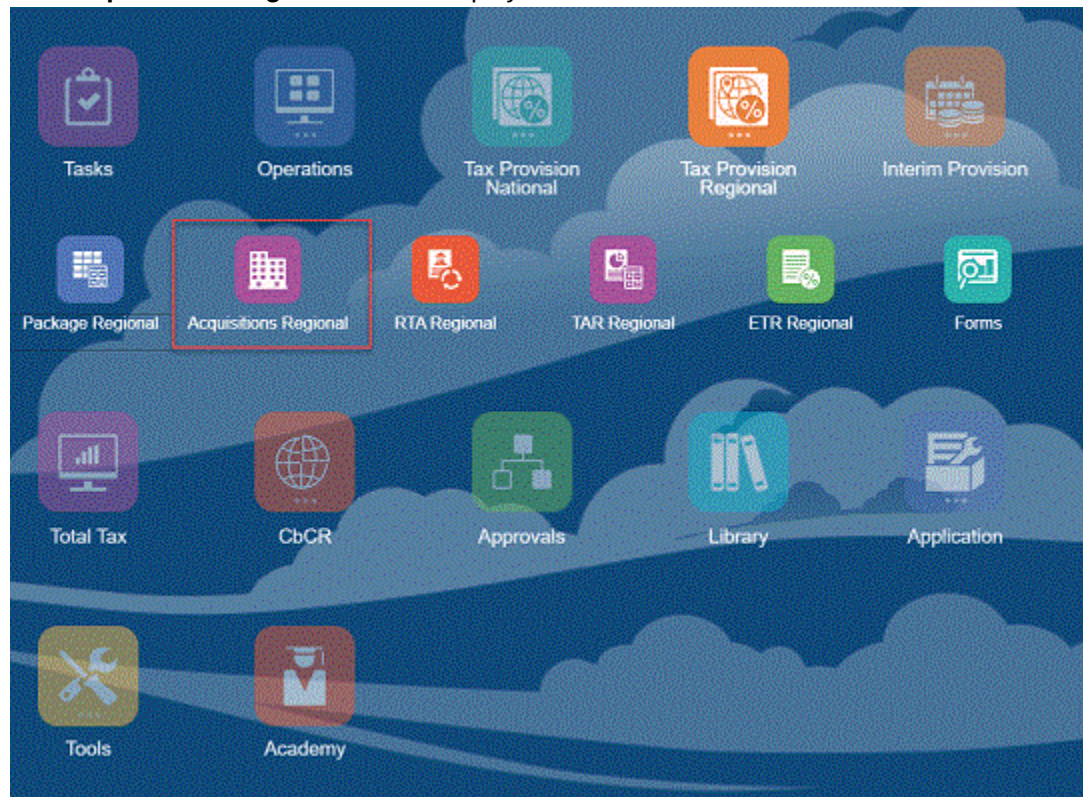 Tasks
Operations
Tax Provision
National
Tax Provision
Regional
Interim Provision
Package Regional
Acquisitions Regional
RTA Regional
TAR Regional
ETR Regional
Forms
Total Tax
CbCR
Approvals
Library
Application
Tools
Academy